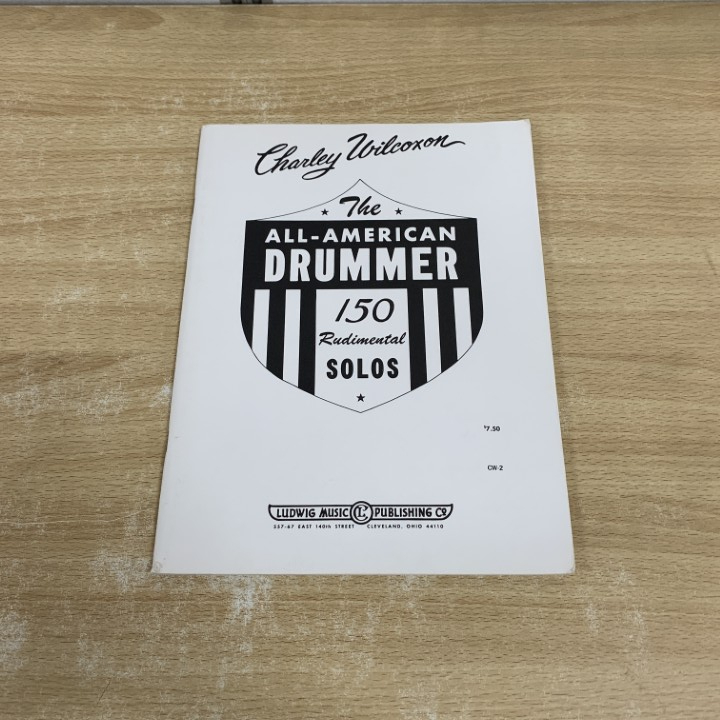 Charley Wilcoxon
The
ALL-AMERICAN
DRUMMER
150
Rudimental
SOLOS
$7.50
CW-2
LUDWIG MUSIC L PUBLISHING CO
557-67 EAST 140th STREET CLEVELAND, OHIO 44110